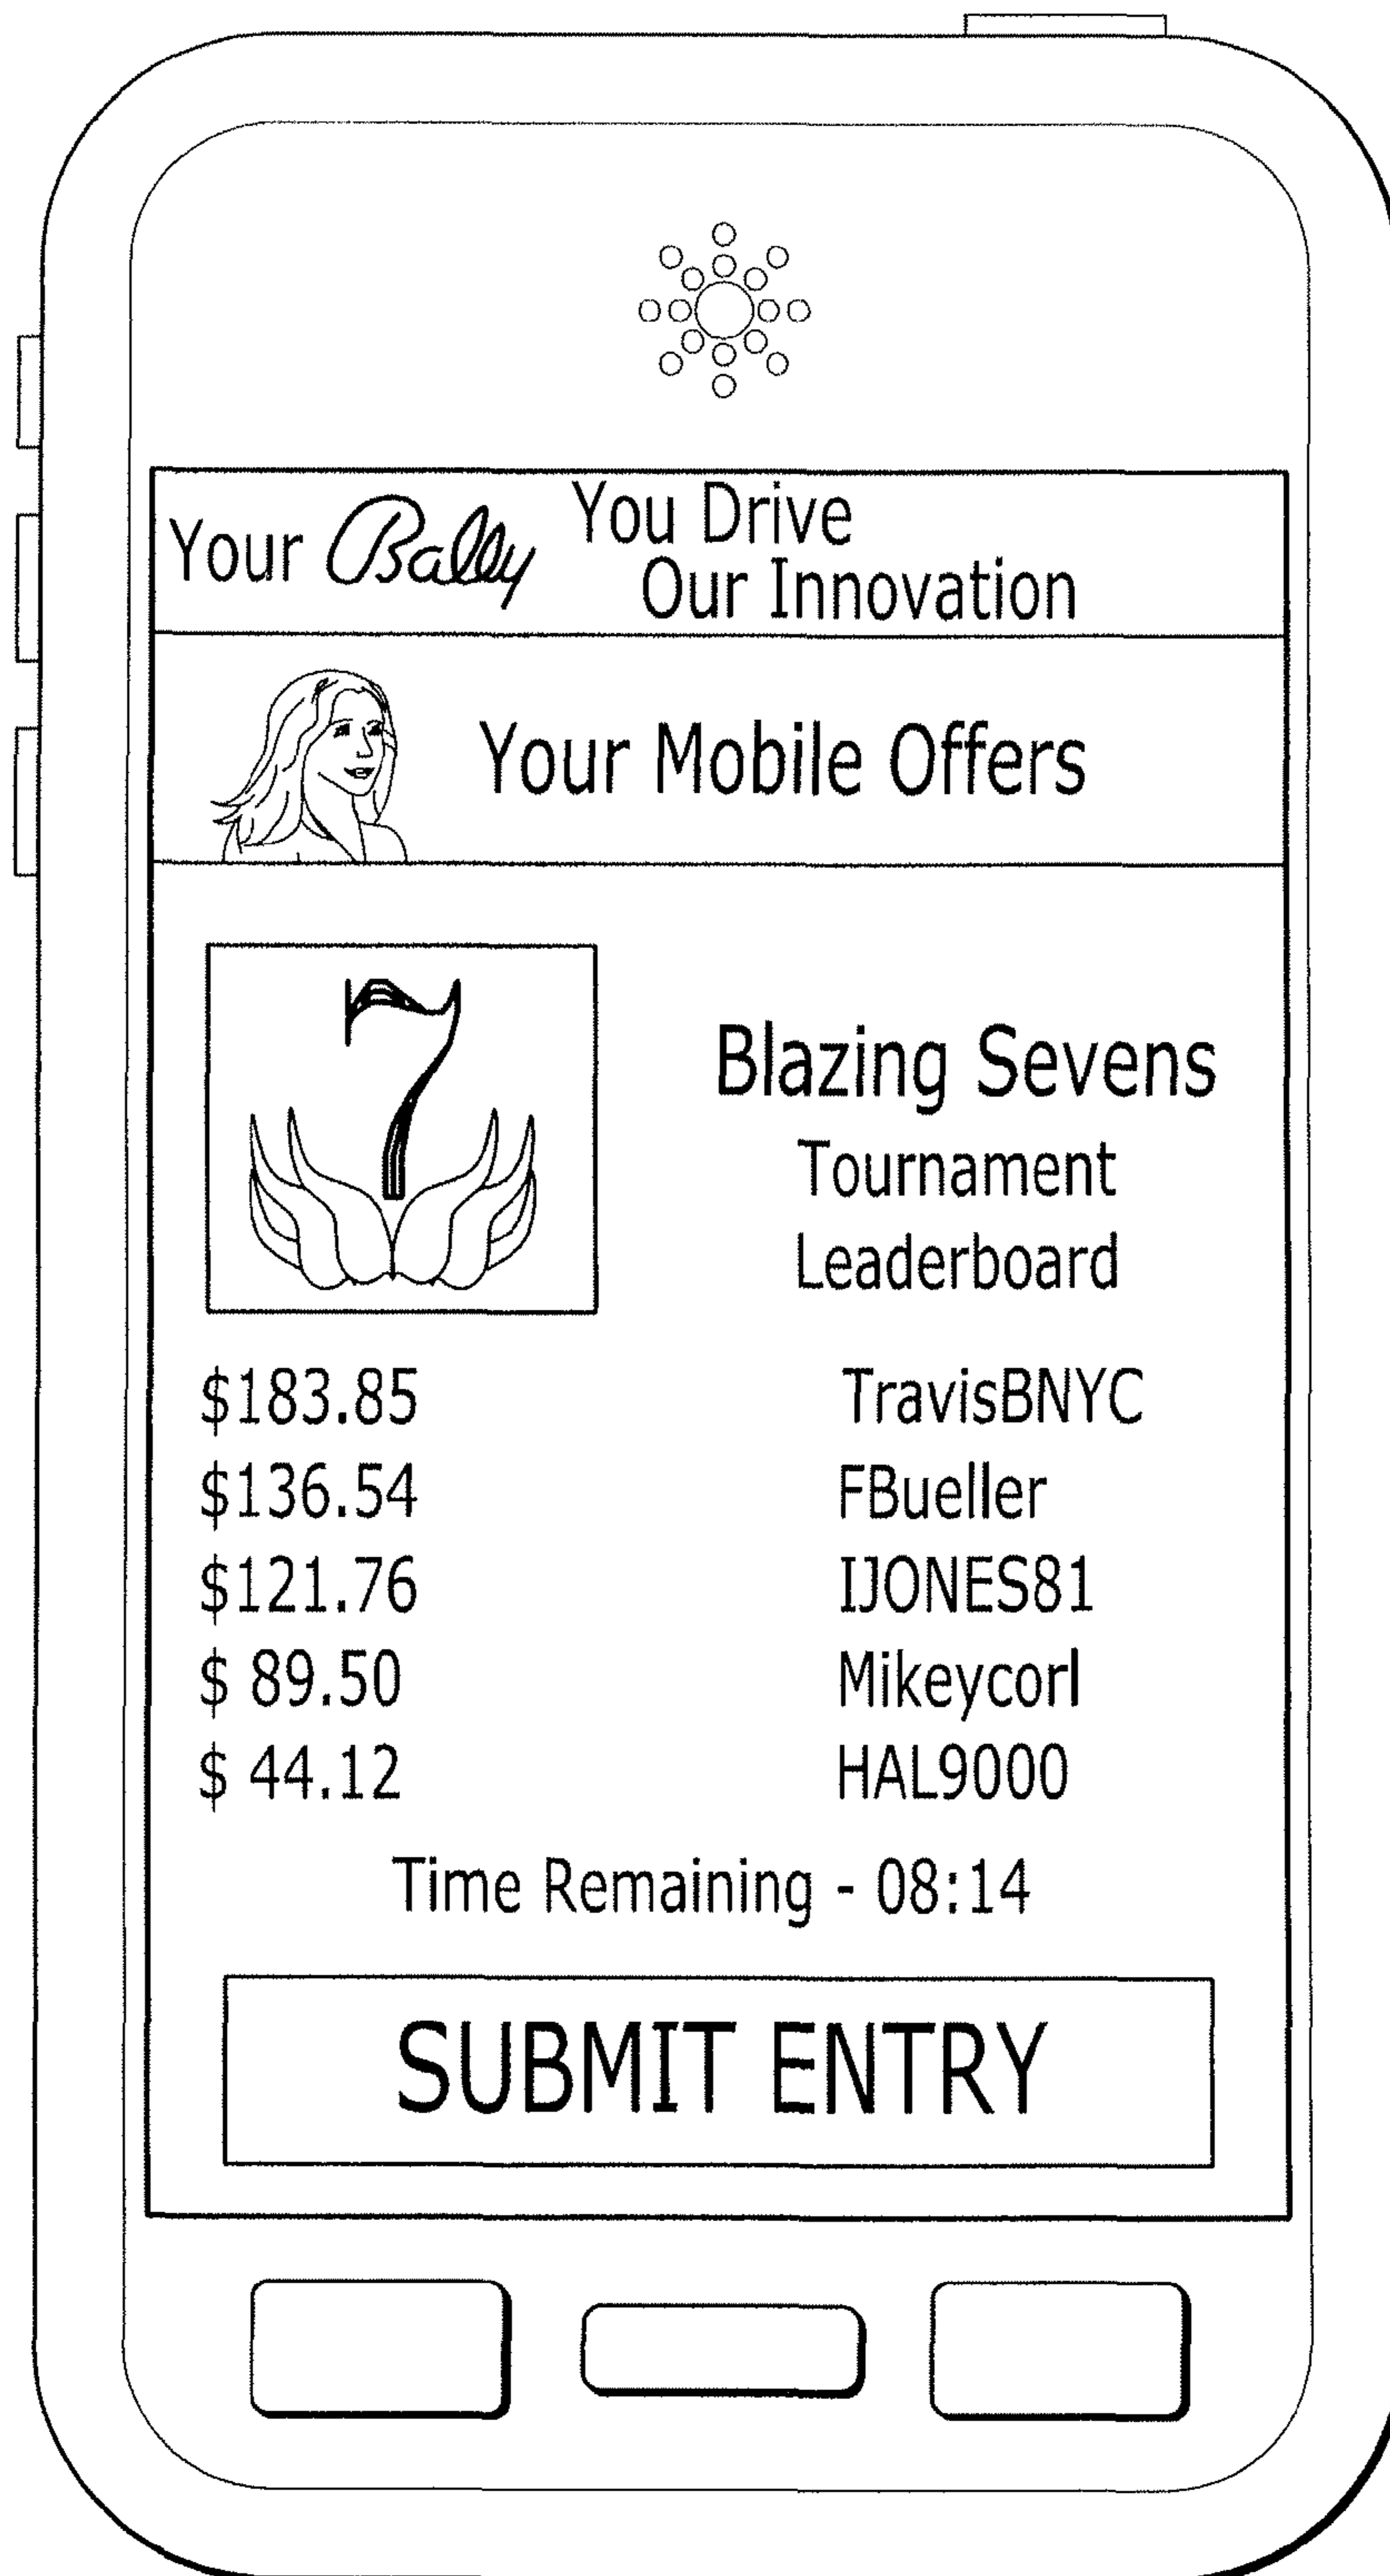 Your Bally You Drive
Our Innovation
Your Mobile Offers
7
Blazing Sevens
Tournament
Leaderboard
$183.85 TravisBNYC
$136.54 FBueller
$121.76 IJONES81
$ 89.50 Mikeycorl
$ 44.12 HAL9000
Time Remaining - 08:14
SUBMIT ENTRY